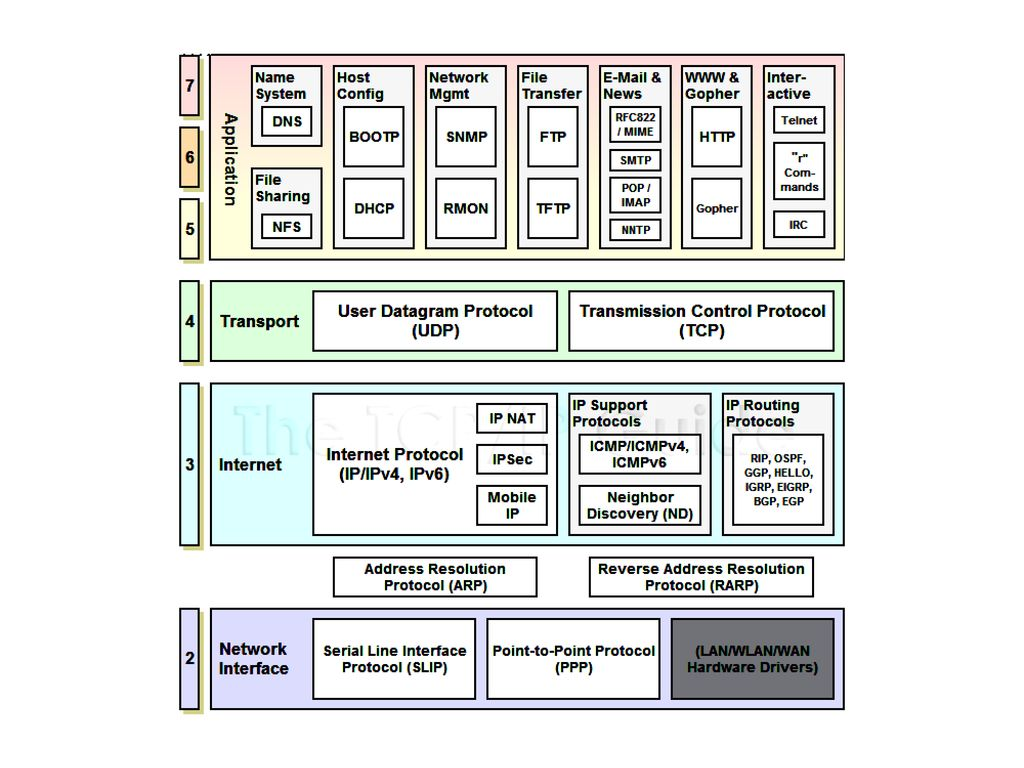 7
6
5
Application
Name
System
DNS
File
Sharing
NFS
Host
Config
BOOTP
DHCP
Network
Mgmt
SNMP
RMON
File
Transfer
FTP
TFTP
E-Mail &
News
RFC822
/ MIME
SMTP
POP /
IMAP
NNTP
WWW &
Gopher
HTTP
Gopher
Inter-
active
Telnet
"r"
Com-
mands
IRC
4
Transport
User Datagram Protocol
(UDP)
Transmission Control Protocol
(TCP)
3
Internet
The TCP/IP Guide
Internet Protocol
(IP/IPv4, IPv6)
IP NAT
IPSec
Mobile
IP
IP Support
Protocols
ICMP/ICMPv4,
ICMPv6
Neighbor
Discovery (ND)
IP Routing
Protocols
RIP, OSPF,
GGP, HELLO,
IGRP, EIGRP,
BGP, EGP
Address Resolution
Protocol (ARP)
Reverse Address Resolution
Protocol (RARP)
2
Network
Interface
Serial Line Interface
Protocol (SLIP)
Point-to-Point Protocol
(PPP)
(LAN/WLAN/WAN
Hardware Drivers)